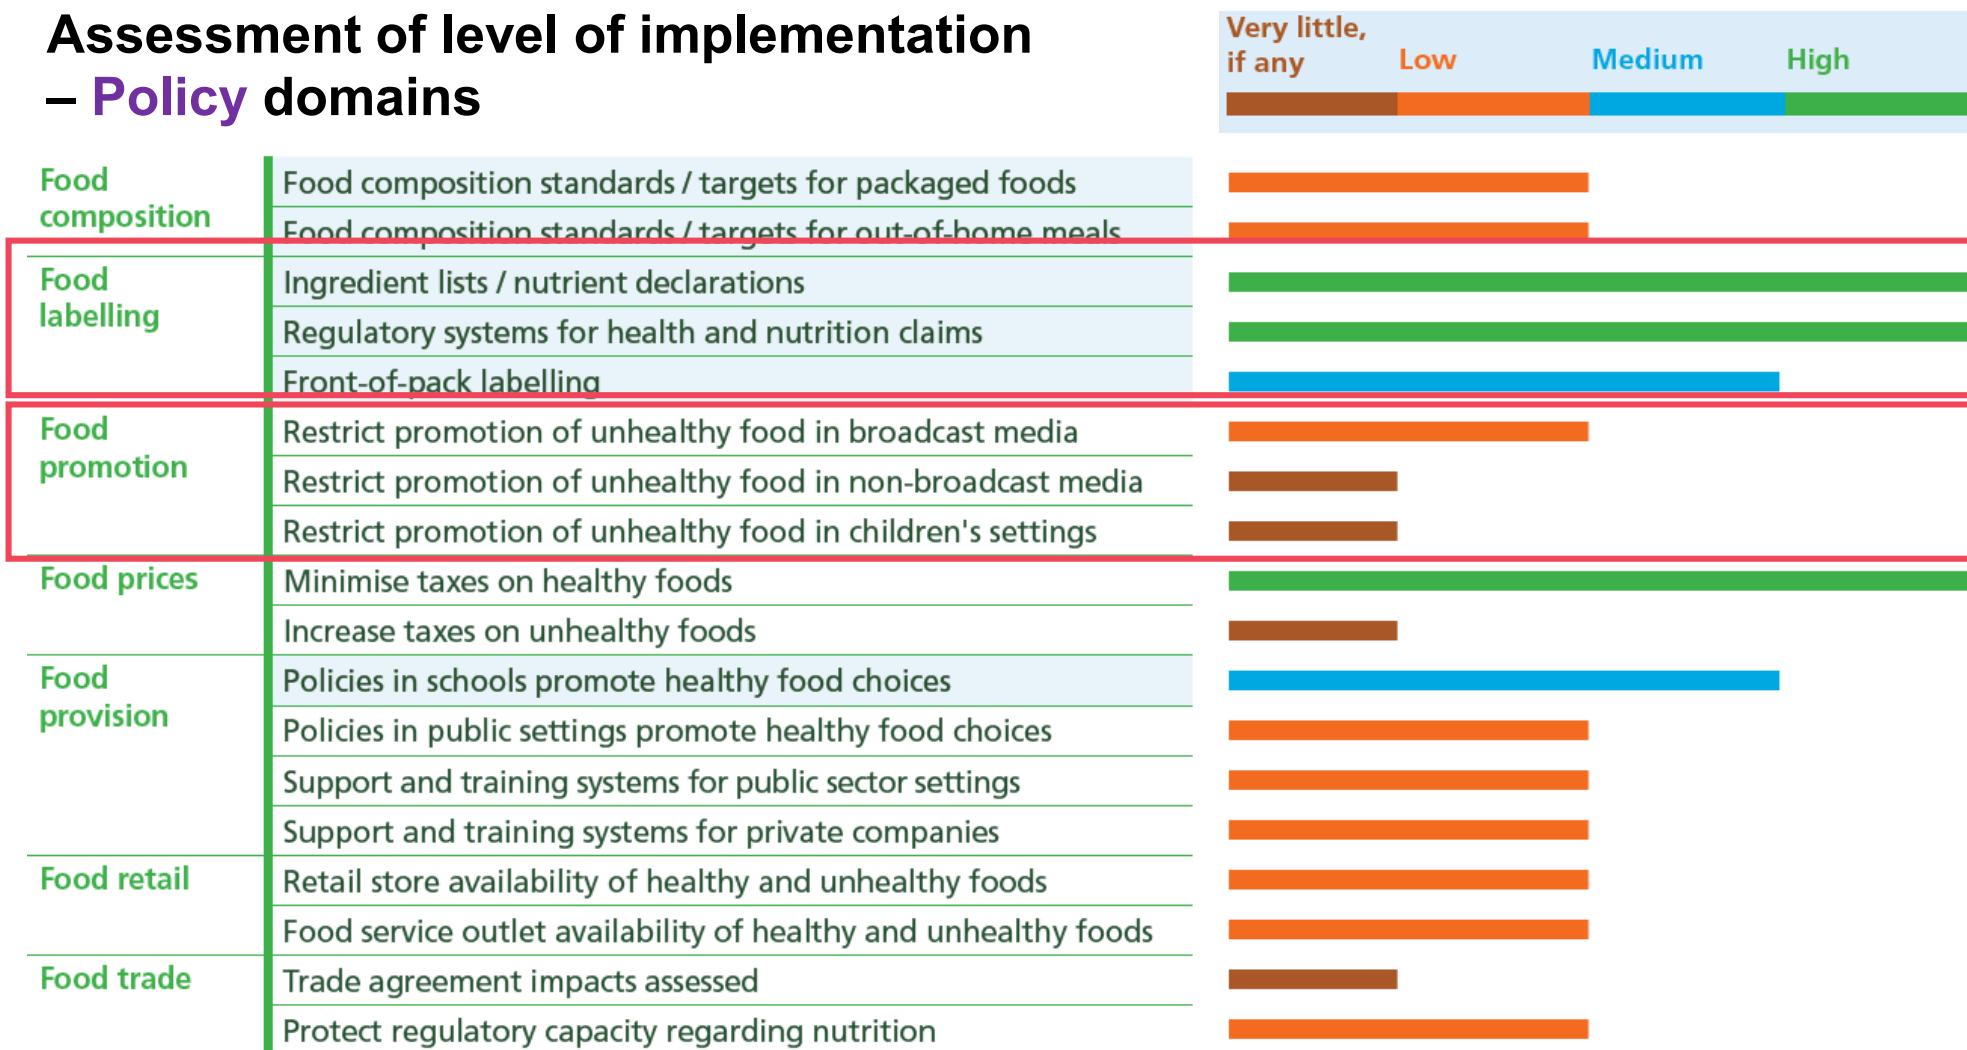 Assessment of level of implementation
– Policy domains
Very little,
if any
Low
Medium
High
Food
composition
Food composition standards / targets for packaged foods
Food composition standards / targets for out-of-home meals
Food
labelling
Ingredient lists / nutrient declarations
Regulatory systems for health and nutrition claims
Front-of-pack labelling
Food
promotion
Restrict promotion of unhealthy food in broadcast media
Restrict promotion of unhealthy food in non-broadcast media
Restrict promotion of unhealthy food in children's settings
Food prices
Minimise taxes on healthy foods
Increase taxes on unhealthy foods
Food
provision
Policies in schools promote healthy food choices
Policies in public settings promote healthy food choices
Support and training systems for public sector settings
Support and training systems for private companies
Food retail
Retail store availability of healthy and unhealthy foods
Food service outlet availability of healthy and unhealthy foods
Food trade
Trade agreement impacts assessed
Protect regulatory capacity regarding nutrition